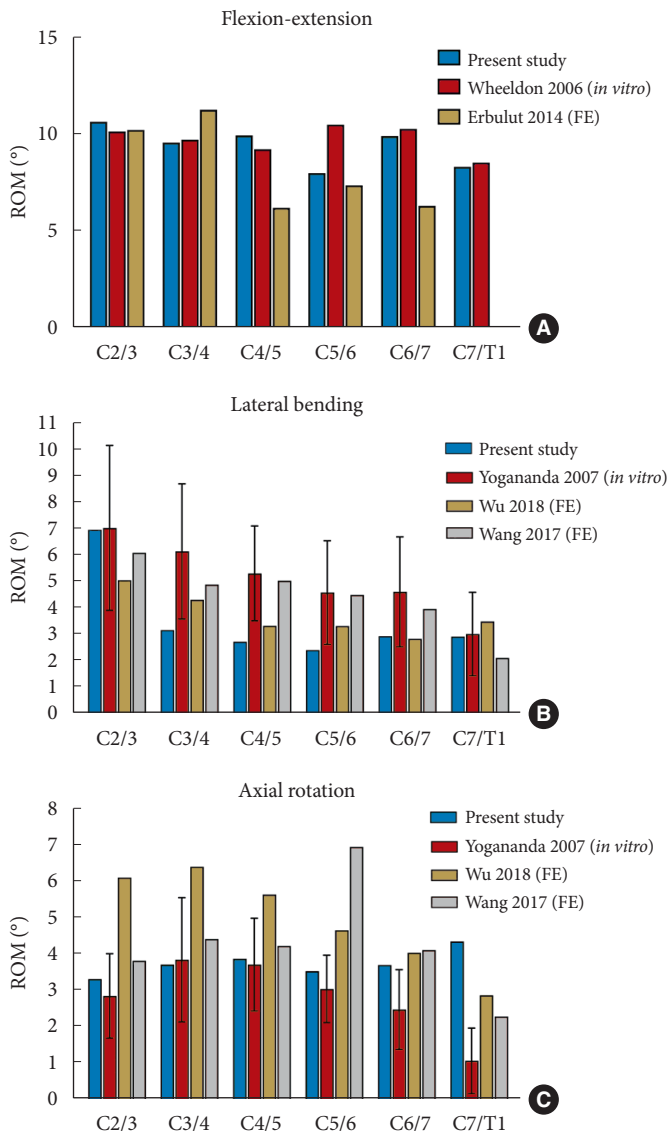 Flexion-extension
15
10
5
0
ROM (°)
Present study
Wheeldon 2006 (in vitro)
Erbulut 2014 (FE)
C2/3 C3/4 C4/5 C5/6 C6/7 C7/T1
A
Lateral bending
11
10
9
8
7
6
5
4
3
2
1
0
ROM (°)
Present study
Yogananda 2007 (in vitro)
Wu 2018 (FE)
Wang 2017 (FE)
C2/3 C3/4 C4/5 C5/6 C6/7 C7/T1
B
Axial rotation
8
7
6
5
4
3
2
1
0
ROM (°)
Present study
Yogananda 2007 (in vitro)
Wu 2018 (FE)
Wang 2017 (FE)
C2/3 C3/4 C4/5 C5/6 C6/7 C7/T1
C